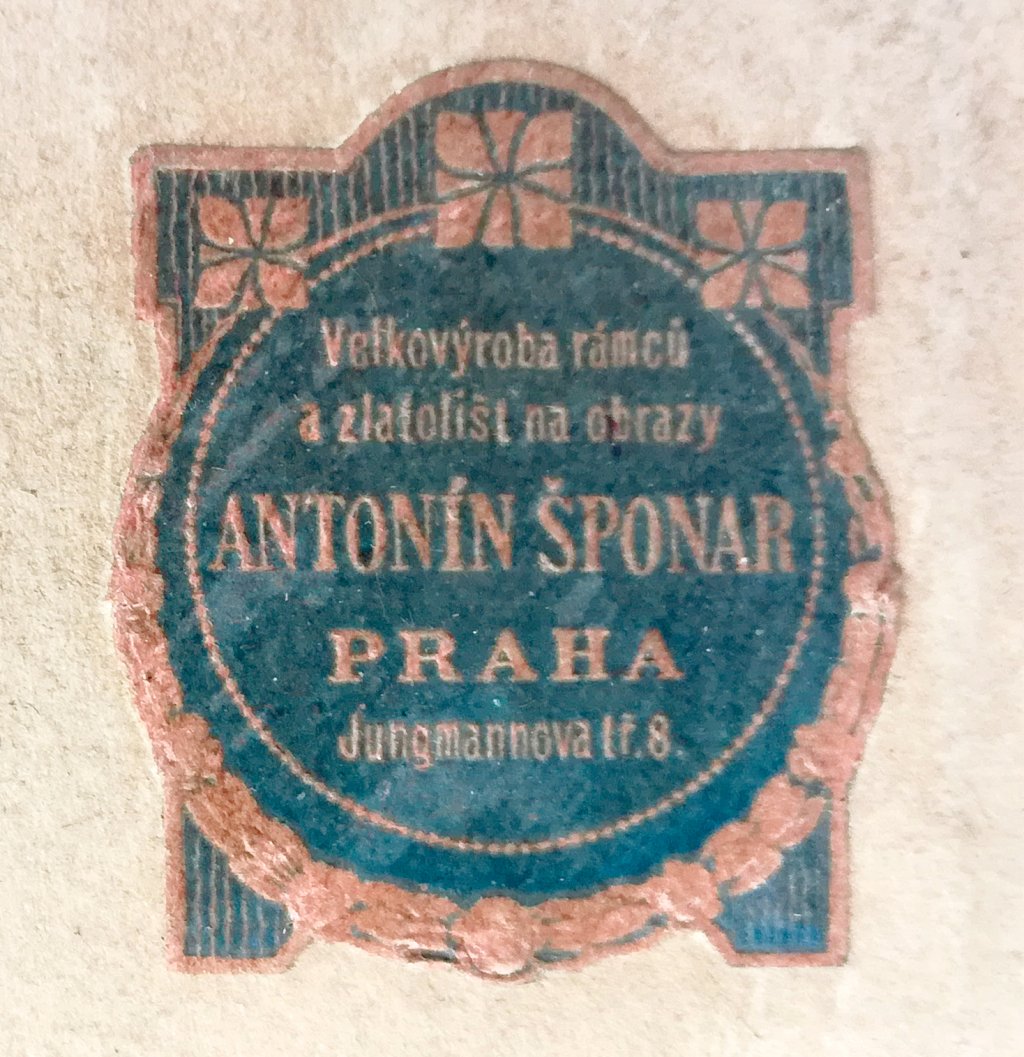 Velkovýroba rámců
a zlatolišt na obrazy
ANTONÍN ŠPONAR
PRAHA
Jungmannova tř. 8.